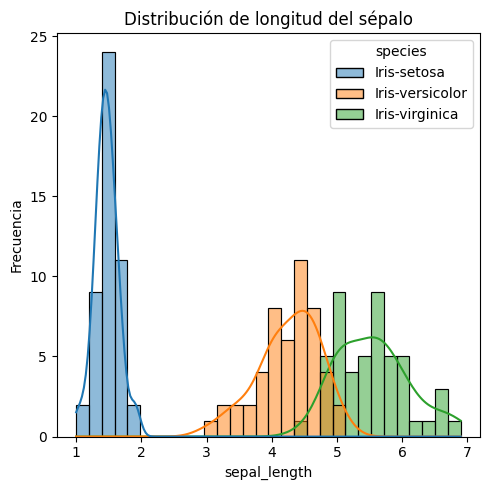 Distribución de longitud del sépalo
species
Iris-setosa
Iris-versicolor
Iris-virginica
Frecuencia
25
20
15
10
5
0
1 2 3 4 5 6 7
sepal_length